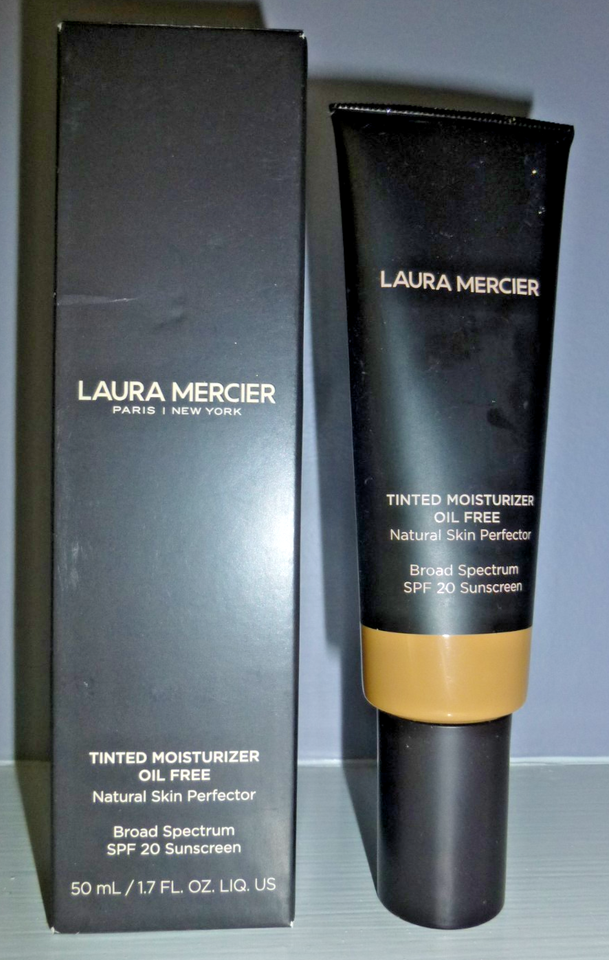 LAURA MERCIER
PARIS | NEW YORK
TINTED MOISTURIZER
OIL FREE
Natural Skin Perfector
Broad Spectrum
SPF 20 Sunscreen
50 mL / 1.7 FL. OZ. LIQ. US
LAURA MERCIER
TINTED MOISTURIZER
OIL FREE
Natural Skin Perfector
Broad Spectrum
SPF 20 Sunscreen